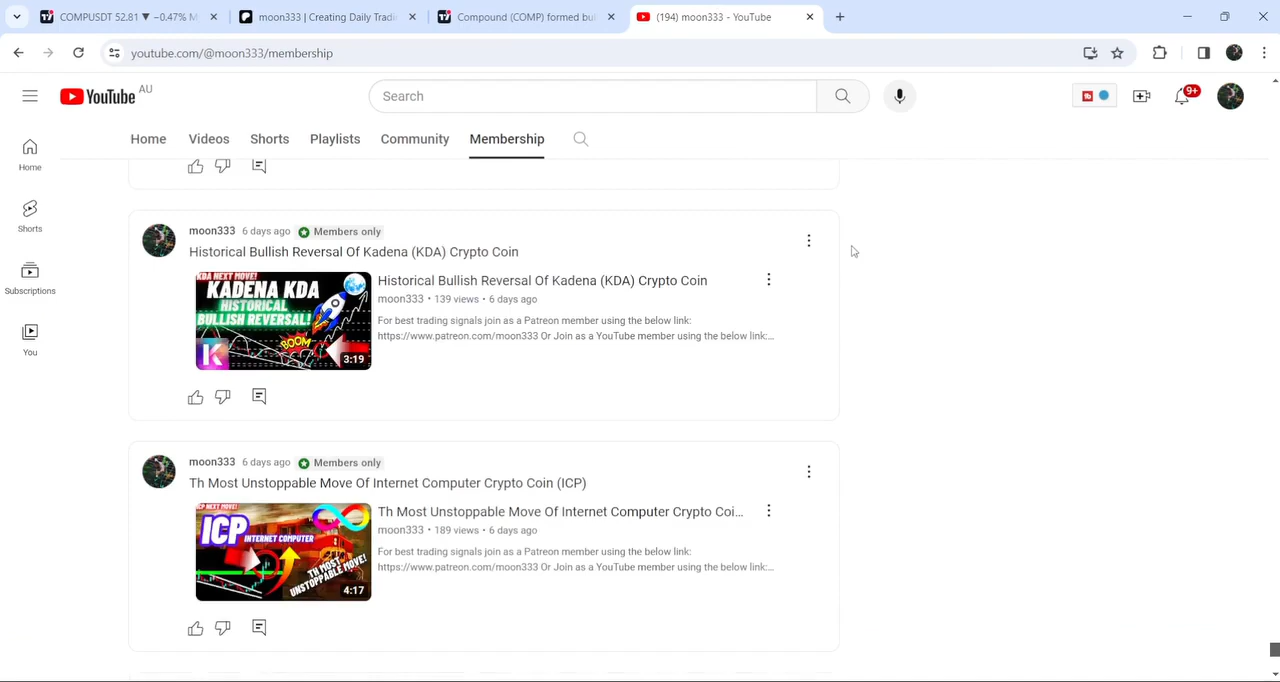 COMPUSDT 52.81 ▼ −0.47% M
moon333 | Creating Daily Tradi
Compound (COMP) formed bu
(194) moon333 - YouTube
youtube.com/@moon333/membership
YouTube AU
Search
9+
Home
Videos
Shorts
Playlists
Community
Membership
Home
Shorts
Subscriptions
You
moon333 6 days ago Members only
Historical Bullish Reversal Of Kadena (KDA) Crypto Coin
KDA NEXT MOVE!
KADENA KDA
HISTORICAL
BULLISH REVERSAL!
BOOM
K
3:19
Historical Bullish Reversal Of Kadena (KDA) Crypto Coin
moon333 • 139 views • 6 days ago
For best trading signals join as a Patreon member using the below link:
https://www.patreon.com/moon333 Or Join as a YouTube member using the below link:...
moon333 6 days ago Members only
Th Most Unstoppable Move Of Internet Computer Crypto Coin (ICP)
ICP NEXT MOVE!
ICP
INTERNET COMPUTER
TH MOST
UNSTOPPABLE MOVE!
4:17
Th Most Unstoppable Move Of Internet Computer Crypto Coi...
moon333 • 189 views • 6 days ago
For best trading signals join as a Patreon member using the below link:
https://www.patreon.com/moon333 Or Join as a YouTube member using the below link:...